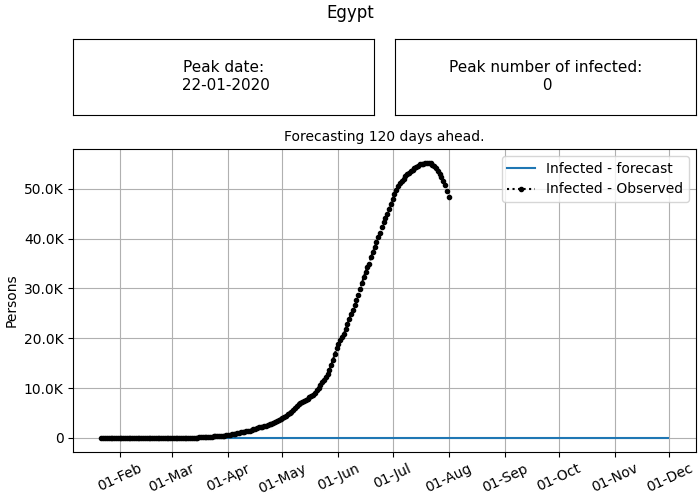 Egypt
Peak date:
22-01-2020
Peak number of infected:
0
Forecasting 120 days ahead.
Infected - forecast
Infected - Observed
50.0K
40.0K
30.0K
20.0K
10.0K
0
Persons
01-Feb
01-Mar
01-Apr
01-May
01-Jun
01-Jul
01-Aug
01-Sep
01-Oct
01-Nov
01-Dec